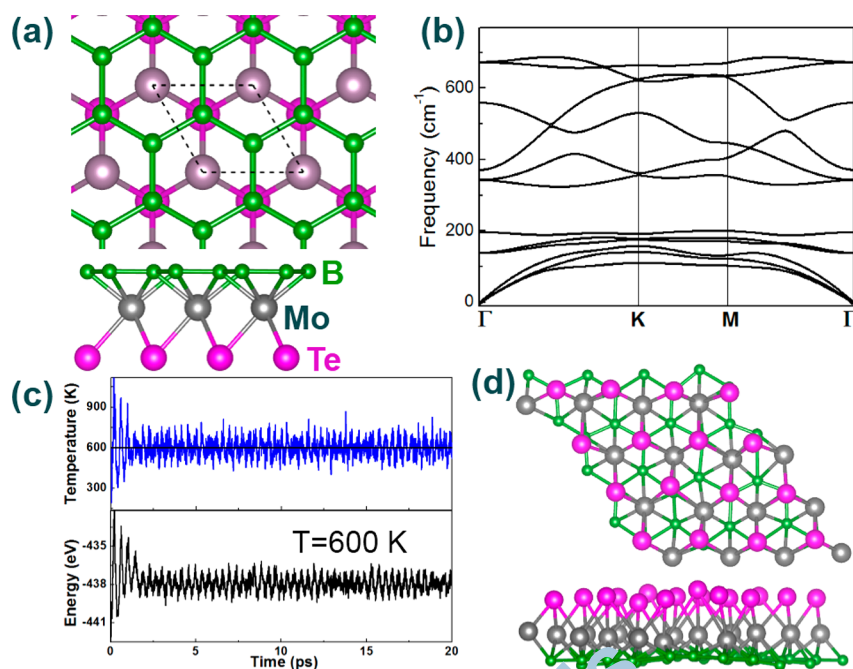 (a)
B
Mo
Te
(b)
Frequency (cm⁻¹)
600
400
200
0
Γ K M Γ
(c)
Temperature (K)
900
600
300
Energy (eV)
-435
-438
-441
T=600 K
0 5 10 15 20
Time (ps)
(d)